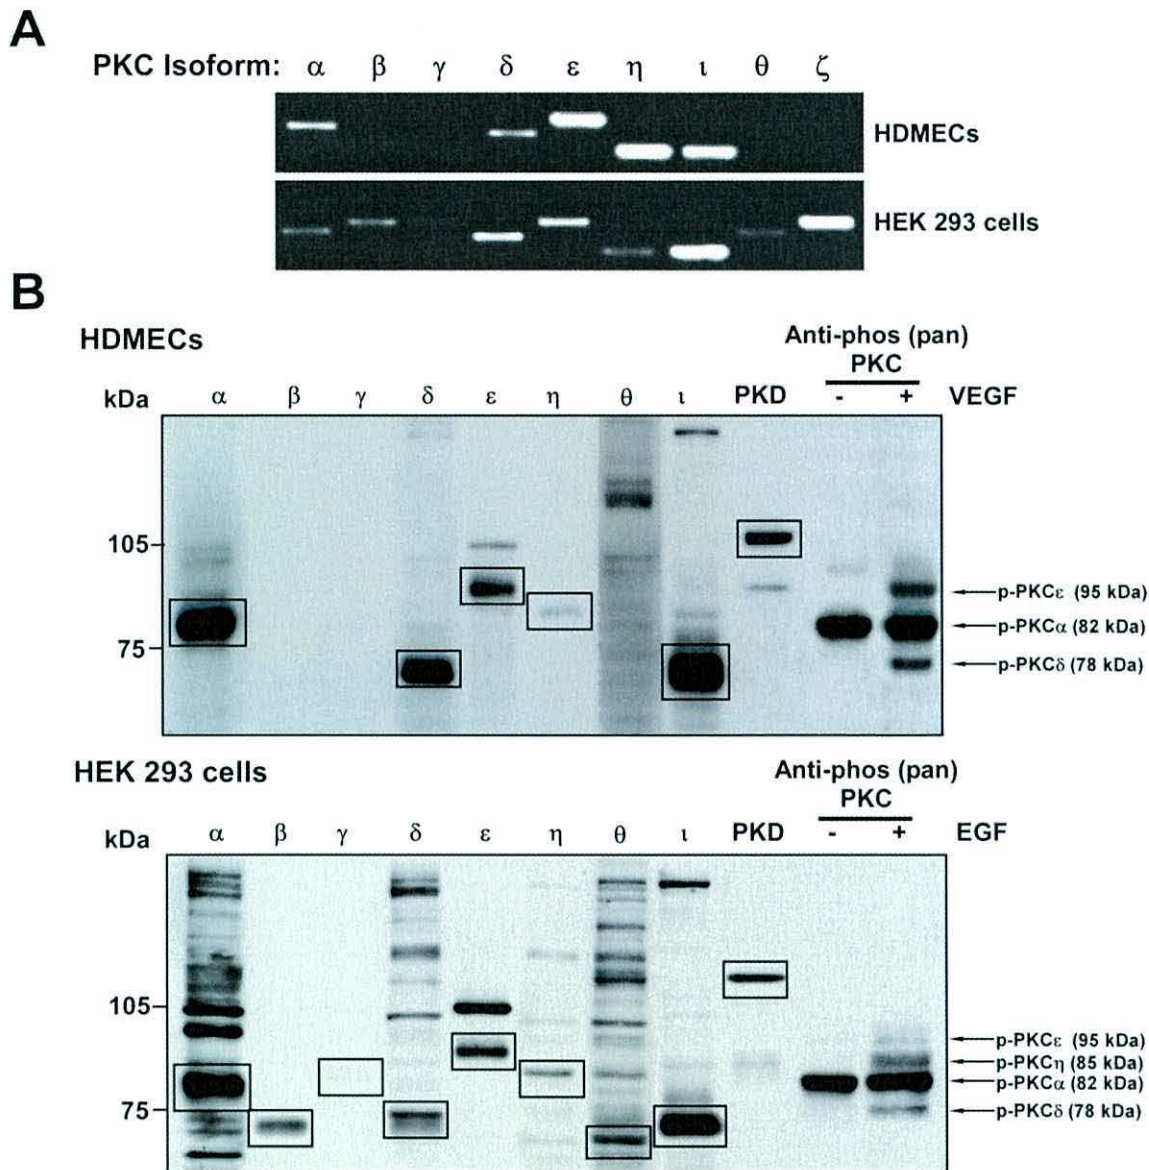 A
PKC Isoform: α β γ δ ε η ι θ ζ
HDMECs
HEK 293 cells
B
HDMECs
Anti-phos (pan)
PKC
kDa α β γ δ ε η θ ι PKD - + VEGF
105
75
p-PKCε (95 kDa)
p-PKCα (82 kDa)
p-PKCδ (78 kDa)
HEK 293 cells
Anti-phos (pan)
PKC
kDa α β γ δ ε η θ ι PKD - + EGF
105
75
p-PKCε (95 kDa)
p-PKCη (85 kDa)
p-PKCα (82 kDa)
p-PKCδ (78 kDa)